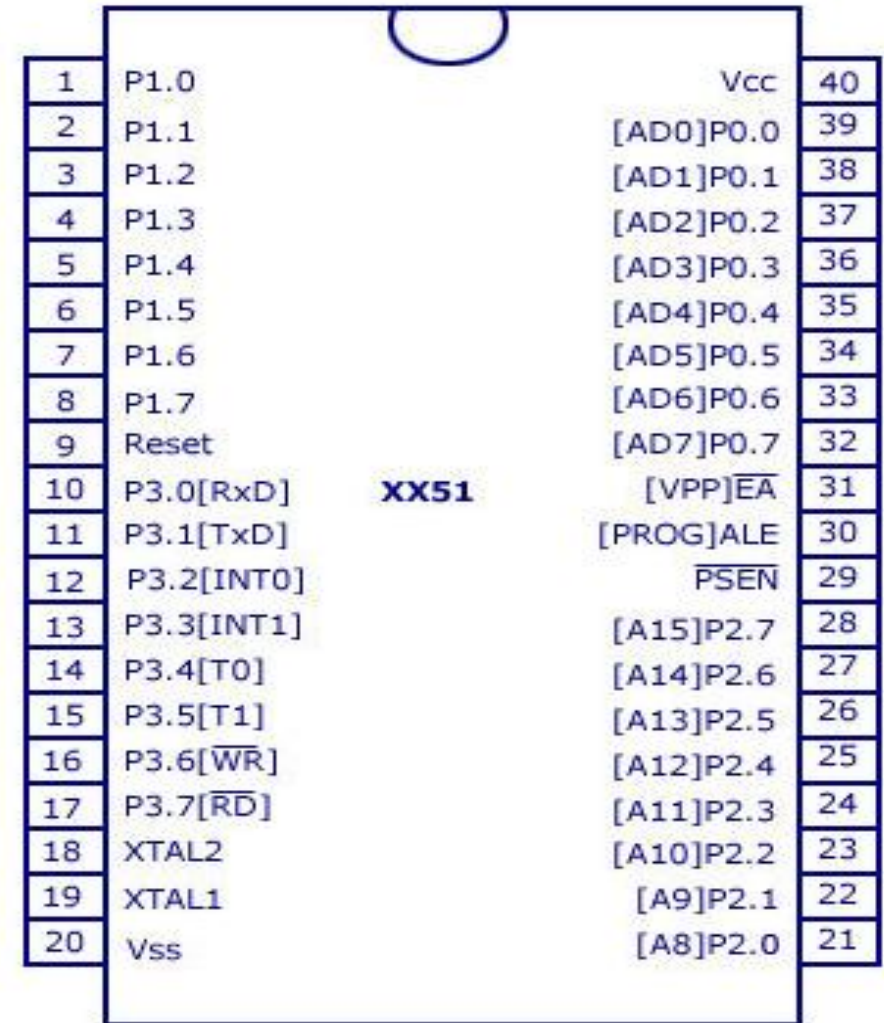 1 P1.0 Vcc 40
2 P1.1 [AD0]P0.0 39
3 P1.2 [AD1]P0.1 38
4 P1.3 [AD2]P0.2 37
5 P1.4 [AD3]P0.3 36
6 P1.5 [AD4]P0.4 35
7 P1.6 [AD5]P0.5 34
8 P1.7 [AD6]P0.6 33
9 Reset [AD7]P0.7 32
10 P3.0[RxD] XX51 [VPP]E̅A̅ 31
11 P3.1[TxD] [PROG]ALE 30
12 P3.2[INT0] P̅S̅E̅N̅ 29
13 P3.3[INT1] [A15]P2.7 28
14 P3.4[T0] [A14]P2.6 27
15 P3.5[T1] [A13]P2.5 26
16 P3.6[W̅R̅] [A12]P2.4 25
17 P3.7[R̅D̅] [A11]P2.3 24
18 XTAL2 [A10]P2.2 23
19 XTAL1 [A9]P2.1 22
20 Vss [A8]P2.0 21